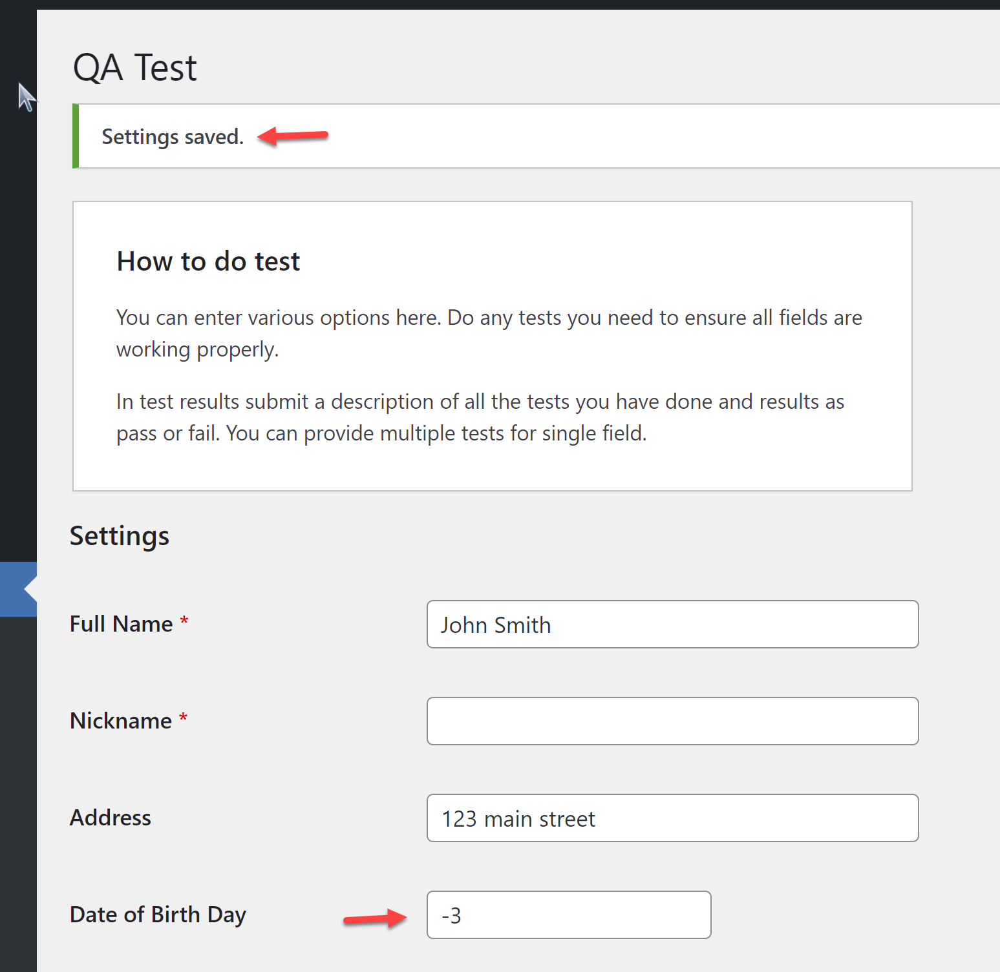 QA Test
Settings saved.
How to do test
You can enter various options here. Do any tests you need to ensure all fields are
working properly.
In test results submit a description of all the tests you have done and results as
pass or fail. You can provide multiple tests for single field.
Settings
Full Name *
John Smith
Nickname *
Address
123 main street
Date of Birth Day
-3